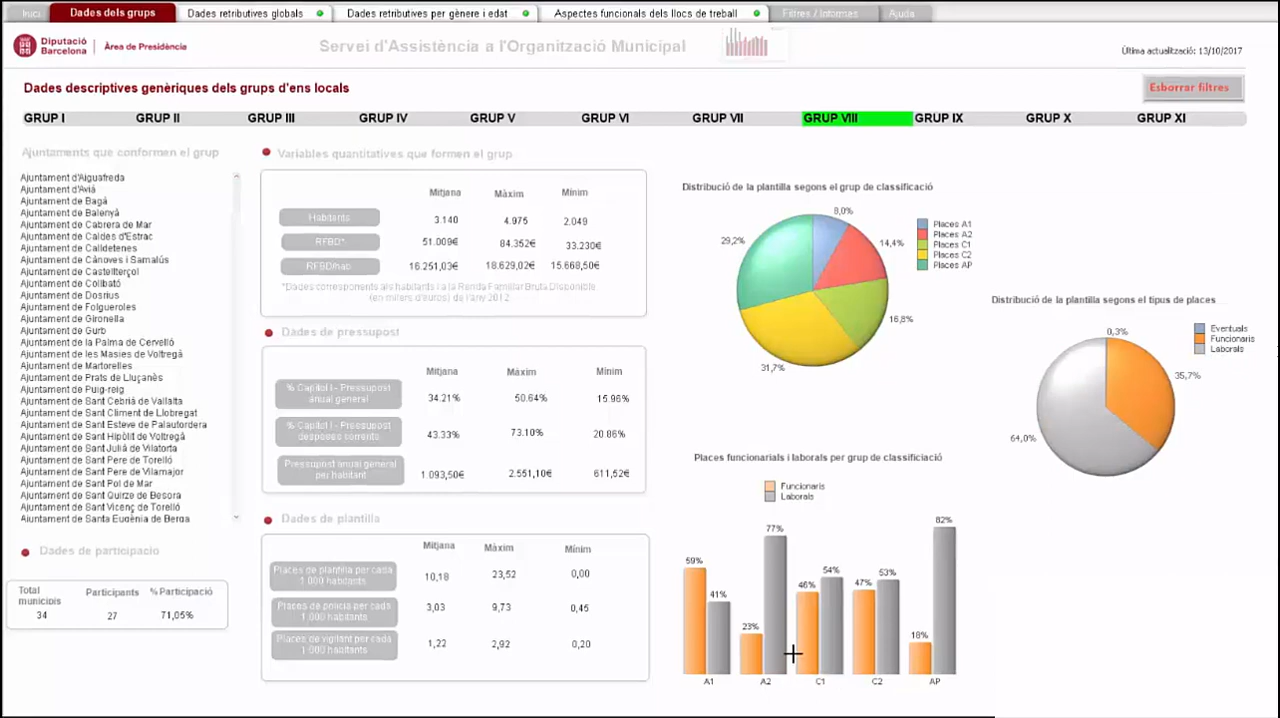 Inici
Dades dels grups
Dades retributives globals
Dades retributives per gènere i edat
Aspectes funcionals dels llocs de treball
Filtres / Informes
Ajuda
Diputació
Barcelona
Àrea de Presidència
Servei d'Assistència a l'Organització Municipal
Última actualització: 13/10/2017
Dades descriptives genèriques dels grups d'ens locals
Esborrar filtres
GRUP I GRUP II GRUP III GRUP IV GRUP V GRUP VI GRUP VII GRUP VIII GRUP IX GRUP X GRUP XI
Ajuntaments que conformen el grup
Ajuntament d'Aiguafreda
Ajuntament d'Avià
Ajuntament de Bagà
Ajuntament de Balenyà
Ajuntament de Cabrera de Mar
Ajuntament de Caldes d'Estrac
Ajuntament de Calldetenes
Ajuntament de Cànoves i Samalús
Ajuntament de Castellterçol
Ajuntament de Collbató
Ajuntament de Dosrius
Ajuntament de Folgueroles
Ajuntament de Gironella
Ajuntament de Gurb
Ajuntament de la Palma de Cervelló
Ajuntament de les Masies de Voltregà
Ajuntament de Martorelles
Ajuntament de Prats de Lluçanès
Ajuntament de Puig-reig
Ajuntament de Sant Cebrià de Vallalta
Ajuntament de Sant Climent de Llobregat
Ajuntament de Sant Esteve de Palautordera
Ajuntament de Sant Hipòlit de Voltregà
Ajuntament de Sant Julià de Vilatorta
Ajuntament de Sant Pere de Torelló
Ajuntament de Sant Pere de Vilamajor
Ajuntament de Sant Pol de Mar
Ajuntament de Sant Quirze de Besora
Ajuntament de Sant Vicenç de Torelló
Ajuntament de Santa Eugènia de Berga
Dades de participació
Total municipis
Participants
% Participació
34 27 71,05%
Variables quantitatives que formen el grup
Mitjana Màxim Mínim
Habitants 3.140 4.975 2.049
RFBD* 51.009€ 84.352€ 33.230€
RFBD/hab 16.251,03€ 18.629,02€ 15.668,50€
*Dades corresponents als habitants i a la Renda Familiar Bruta Disponible
(en milers d'euros) de l'any 2012
Dades de pressupost
Mitjana Màxim Mínim
% Capítol I - Pressupost
anual general
34.21% 50.64% 15.96%
% Capítol I - Pressupost
despeses corrents
43.33% 73.10% 20.86%
Pressupost anual general
per habitant
1.093,50€ 2.551,10€ 611,52€
Dades de plantilla
Mitjana Màxim Mínim
Places de plantilla per cada
1.000 habitants
10,18 23,52 0,00
Places de policia per cada
1.000 habitants
3,03 9,73 0,45
Places de vigilant per cada
1.000 habitants
1,22 2,92 0,20
Distribució de la plantilla segons el grup de classificació
9,0%
14,4%
16,8%
31,7%
29,2%
Places A1
Places A2
Places C1
Places C2
Places AP
Distribució de la plantilla segons el tipus de places
0,3%
35,7%
64,0%
Eventuals
Funcionaris
Laborals
Places funcionarials i laborals per grup de classificiació
Funcionaris
Laborals
59% 41% 23% 77% 46% 54% 47% 53% 18% 82%
A1 A2 C1 C2 AP